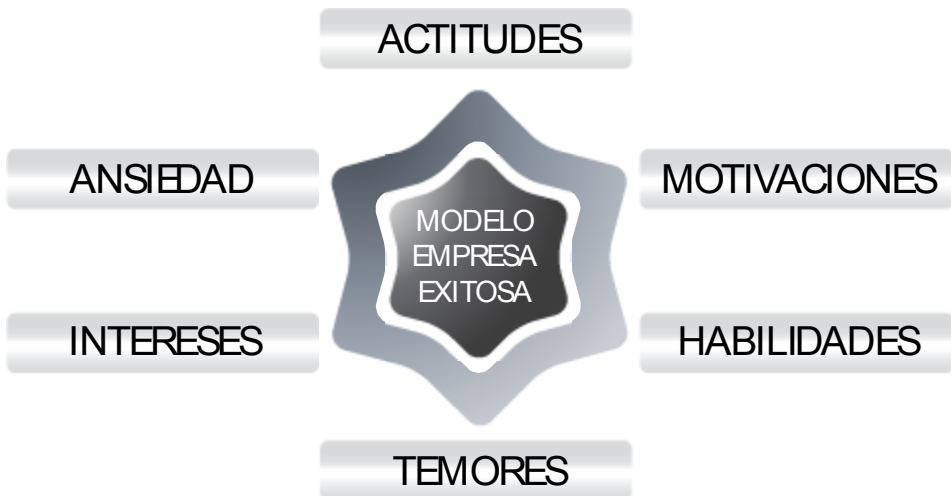 ACTITUDES
ANSIEDAD
MOTIVACIONES
MODELO
EMPRESA
EXITOSA
INTERESES
HABILIDADES
TEMORES